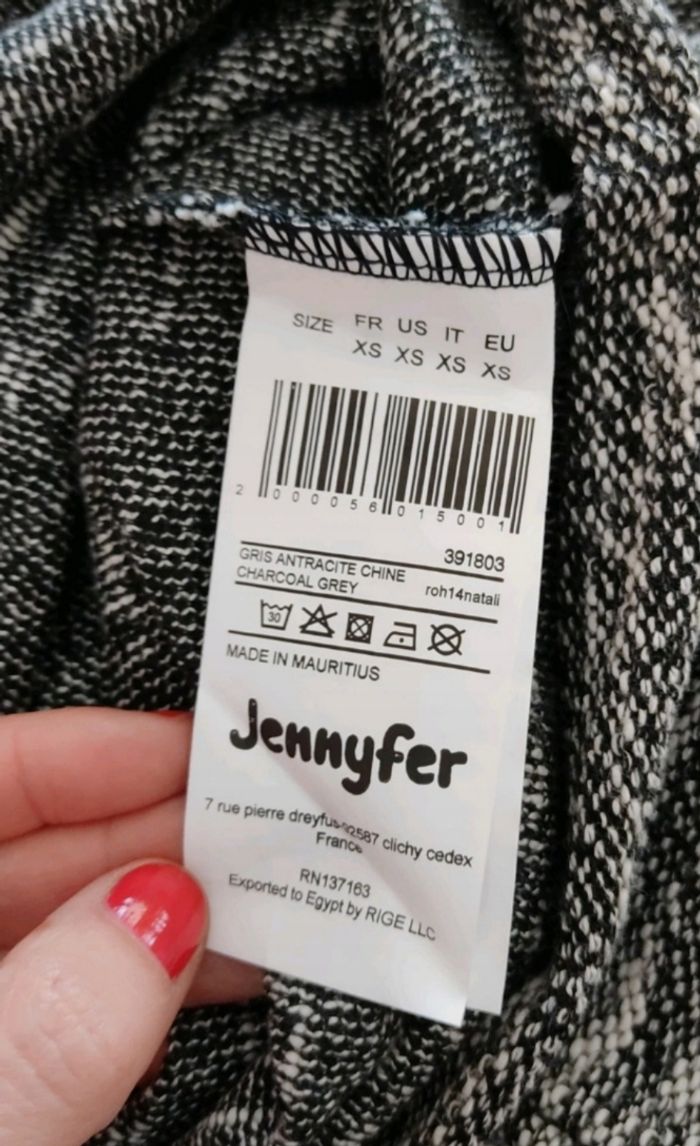 SIZE FR US IT EU
XS XS XS XS
2 000056 015001
391803
GRIS ANTRACITE CHINE
CHARCOAL GREY roh14natali
30
MADE IN MAURITIUS
Jennyfer
7 rue pierre dreyfus-92587 clichy cedex
France
RN137163
Exported to Egypt by RIGE LLC